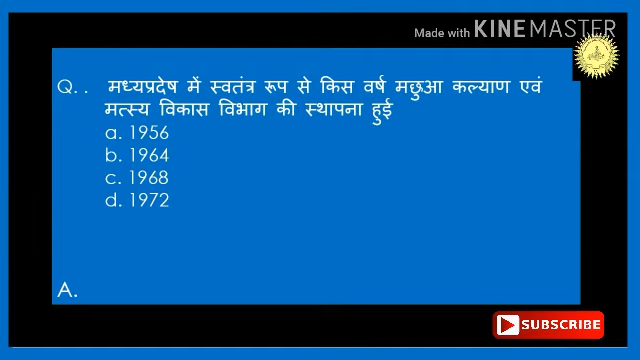 Made with KINEMASTER
Q. . मध्यप्रदेष में स्वतंत्र रूप से किस वर्ष मछुआ कल्याण एवं
मत्स्य विकास विभाग की स्थापना हुई
a. 1956
b. 1964
c. 1968
d. 1972
A.
SUBSCRIBE